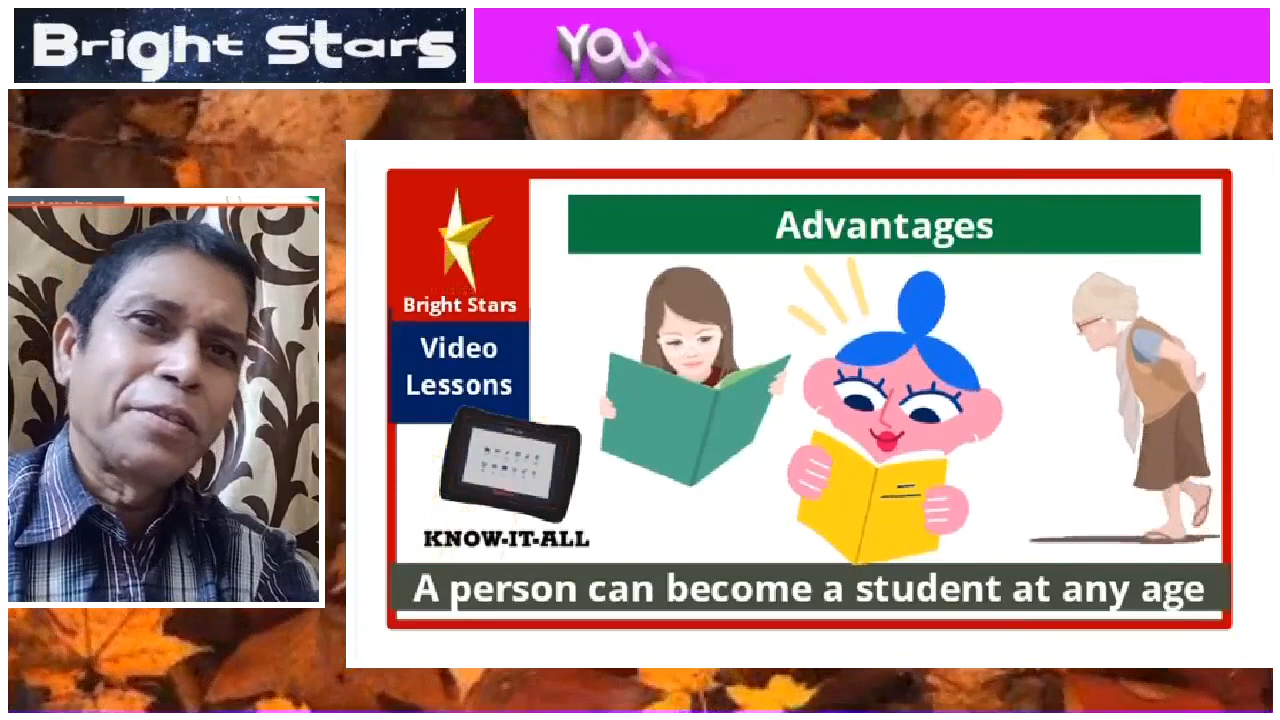 Bright Stars
YOU
Advantages
Bright Stars
Video
Lessons
KNOW-IT-ALL
A person can become a student at any age